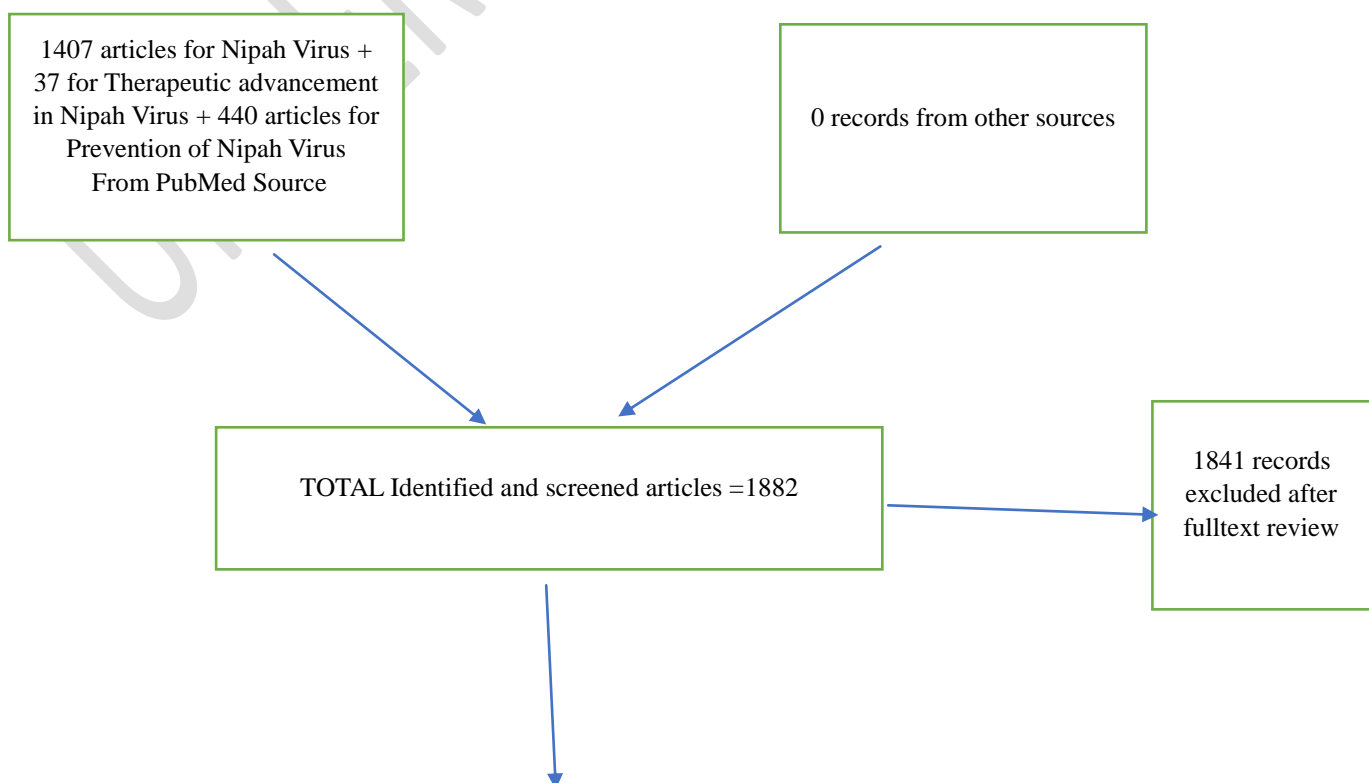 1407 articles for Nipah Virus +
37 for Therapeutic advancement
in Nipah Virus + 440 articles for
Prevention of Nipah Virus
From PubMed Source
0 records from other sources
TOTAL Identified and screened articles =1882
1841 records
excluded after
fulltext review